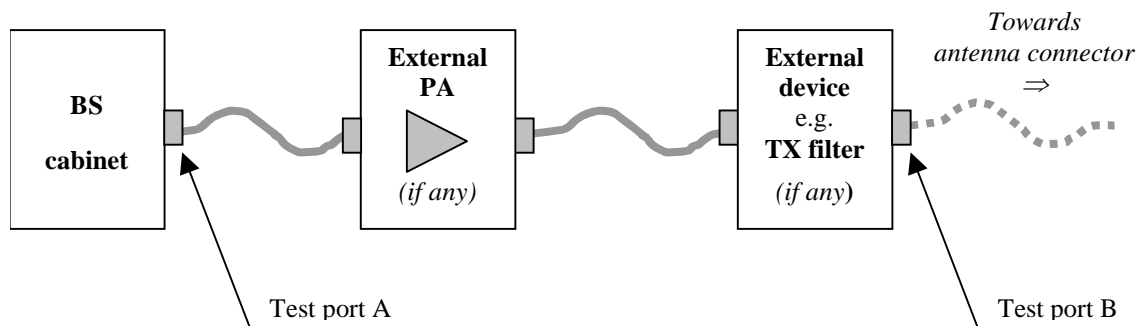 BS
cabinet
External
PA
(if any)
External
device
e.g.
TX filter
(if any)
Towards
antenna connector
⇒
Test port A
Test port B